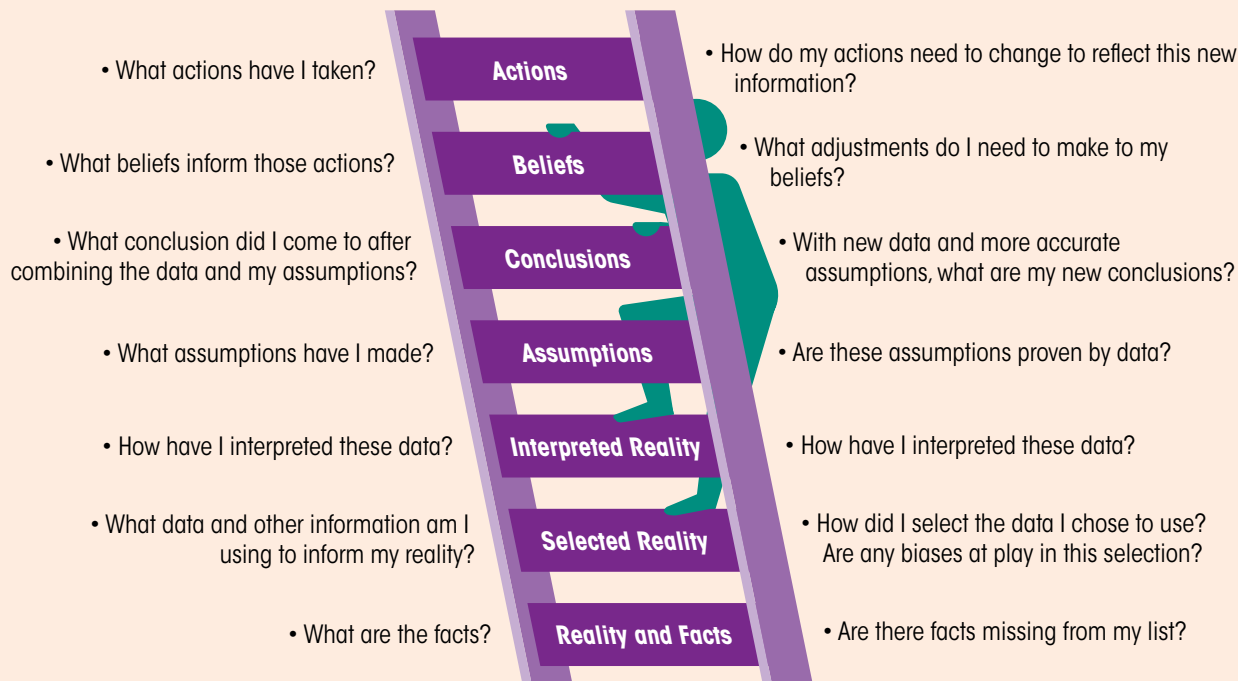 • What actions have I taken?
Actions
• How do my actions need to change to reflect this new
information?
• What beliefs inform those actions?
Beliefs
• What adjustments do I need to make to my
beliefs?
• What conclusion did I come to after
combining the data and my assumptions?
Conclusions
• With new data and more accurate
assumptions, what are my new conclusions?
• What assumptions have I made?
Assumptions
• Are these assumptions proven by data?
• How have I interpreted these data?
Interpreted Reality
• How have I interpreted these data?
• What data and other information am I
using to inform my reality?
Selected Reality
• How did I select the data I chose to use?
Are any biases at play in this selection?
• What are the facts?
Reality and Facts
• Are there facts missing from my list?